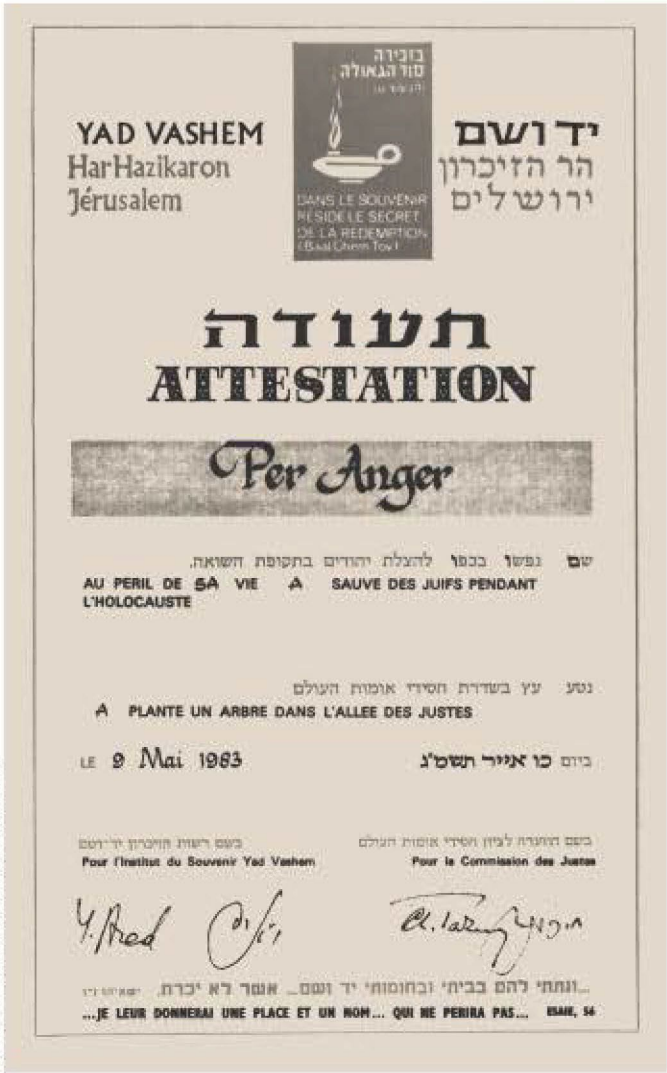 בזכירה
סוד הגאולה
YAD VASHEM
Har Hazikaron
Jérusalem
יד ושם
הר הזיכרון
ירושלים
DANS LE SOUVENIR
RESIDE LE SECRET
DE LA REDEMPTION
(Baal Chem Tov)
תעודה
ATTESTATION
Per Anger
שם נפשו בכפו להצלת יהודים בתקופת השואה.
AU PERIL DE SA VIE A SAUVE DES JUIFS PENDANT
L'HOLOCAUSTE
נטע עץ בשדרת חסידי אומות העולם
A PLANTE UN ARBRE DANS L'ALLEE DES JUSTES
LE 9 Mai 1983
ביום כו אייר תשמ"ג
בשם רשות הזיכרון יד-ושם
Pour l'Institut du Souvenir Yad Vashem
בשם הועדה לציון חסידי אומות העולם
Pour la Commission des Justes
Y. Arad
...ונתתי להם בביתי ובחומותי יד ושם... אשר לא יכרת.
...JE LEUR DONNERAI UNE PLACE ET UN NOM... QUI NE PERIRA PAS... ESAIE, 56